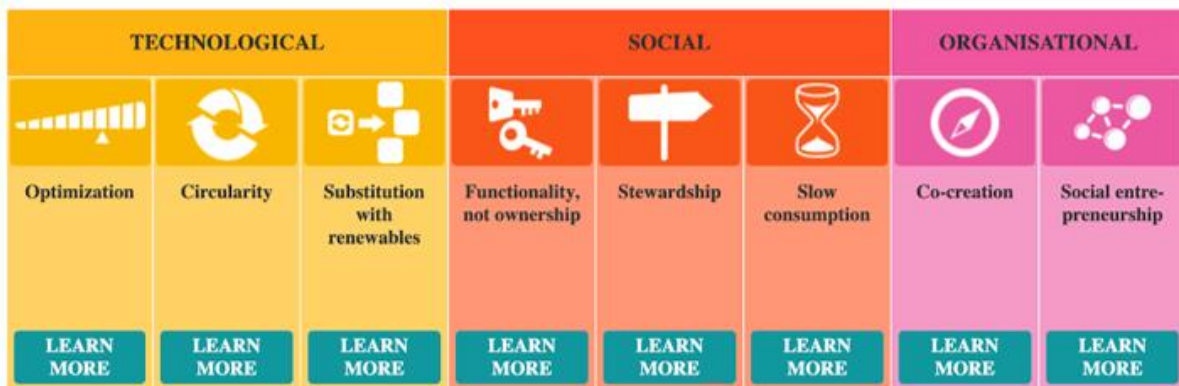 TECHNOLOGICAL
SOCIAL
ORGANISATIONAL
Optimization
Circularity
Substitution
with
renewables
Functionality,
not ownership
Stewardship
Slow
consumption
Co-creation
Social entre-
preneurship
LEARN
MORE
LEARN
MORE
LEARN
MORE
LEARN
MORE
LEARN
MORE
LEARN
MORE
LEARN
MORE
LEARN
MORE